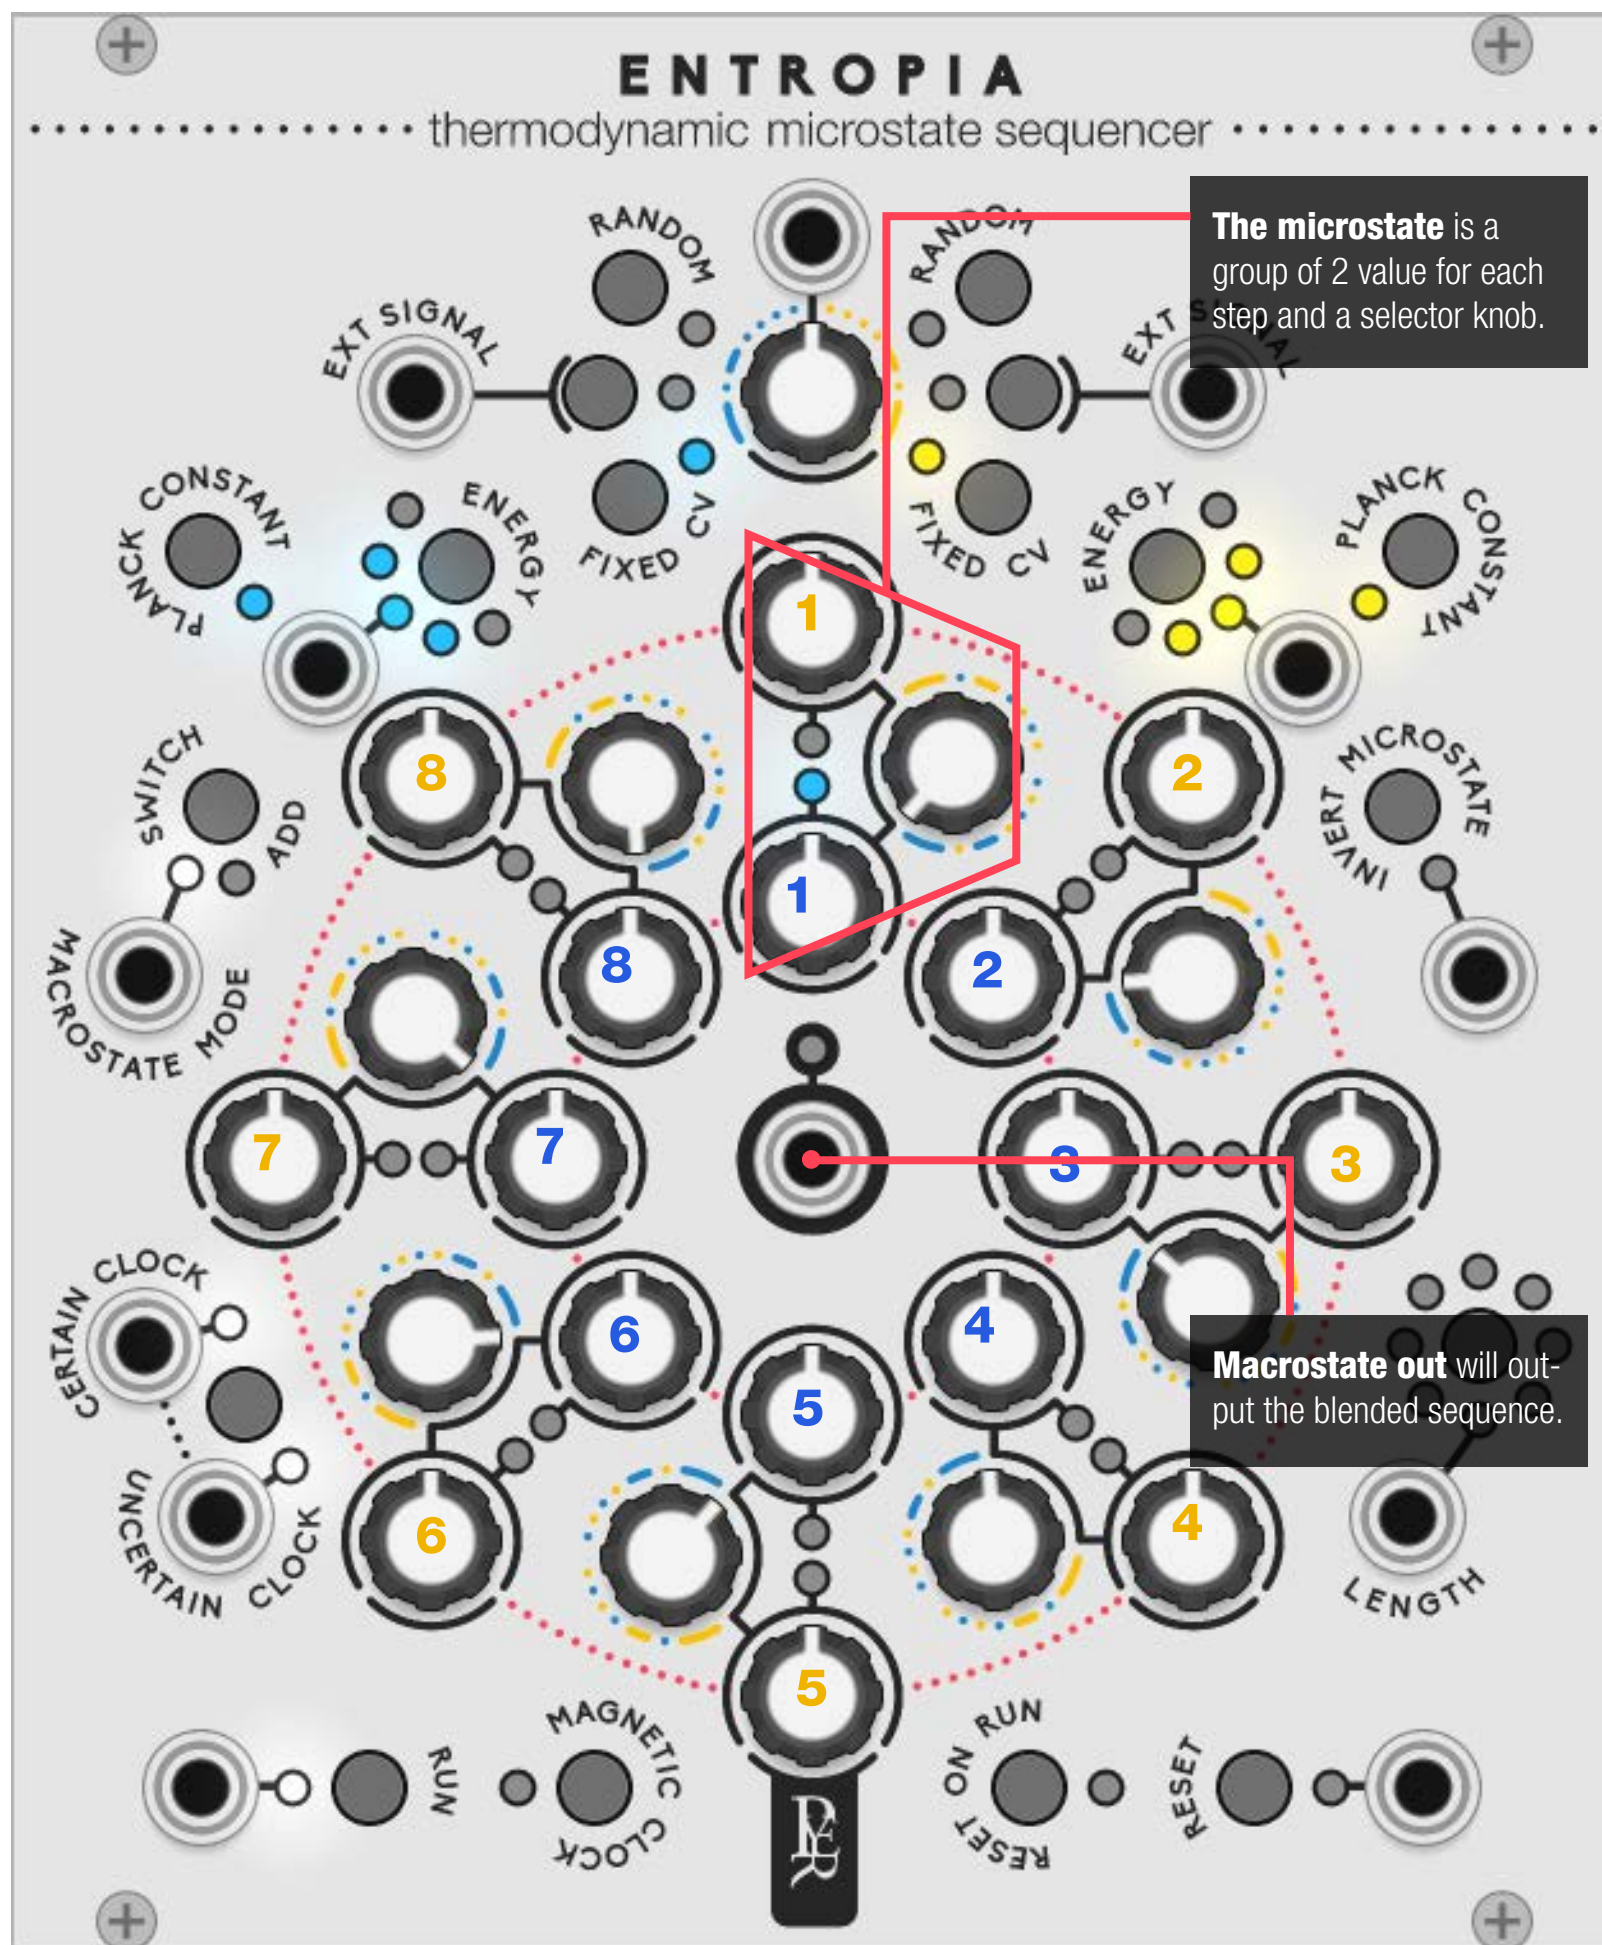 ENTROPIA
thermodynamic microstate sequencer
RANDOM
RANDOM
The microstate is a
group of 2 value for each
step and a selector knob.
EXT SIGNAL
EXT SIGNAL
FIXED CV
FIXED CV
PLANCK CONSTANT
ENERGY
ENERGY
PLANCK CONSTANT
1
8
2
SWITCH
ADD
INVERT MICROSTATE
1
8
2
MACROSTATE MODE
7
7
3
3
CERTAIN CLOCK
6
4
5
Macrostate out will out-
put the blended sequence.
UNCERTAIN CLOCK
6
4
LENGTH
5
RUN
MAGNETIC CLOCK
RESET ON RUN
RESET